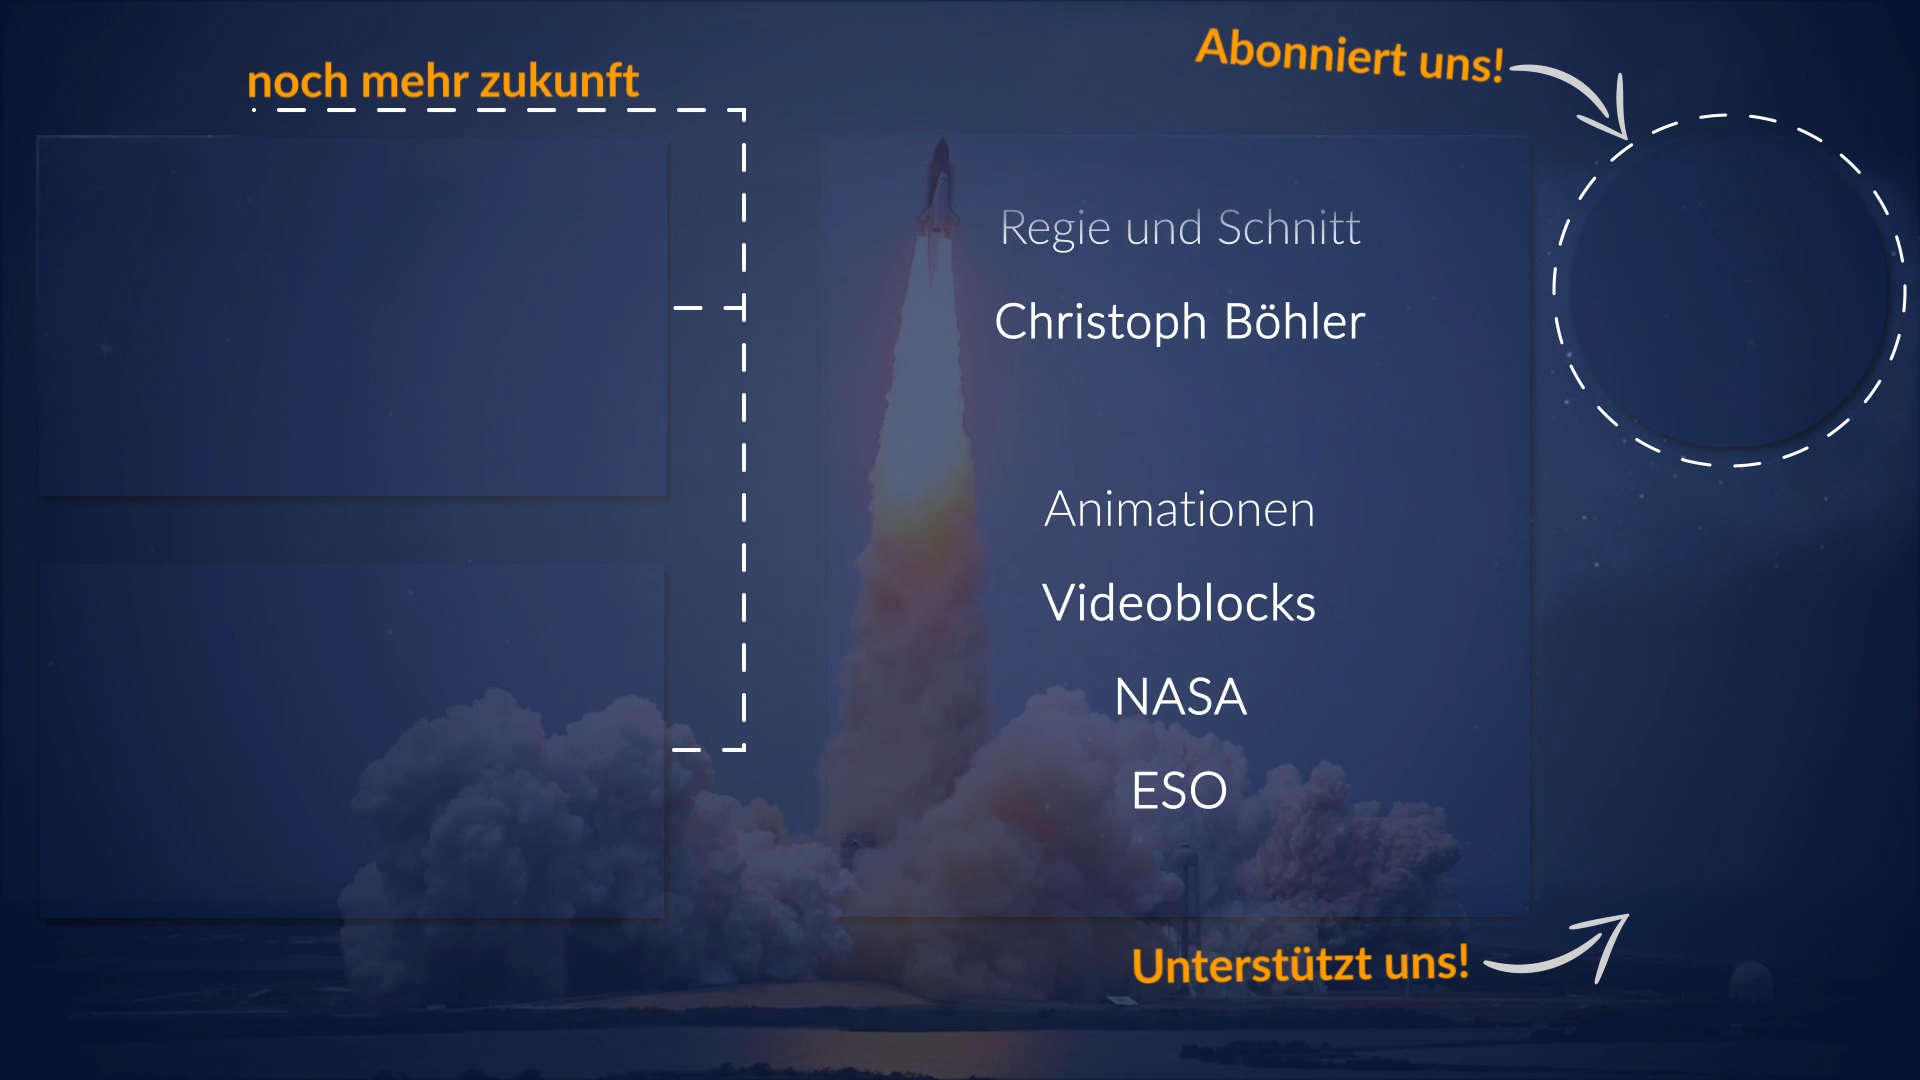 noch mehr zukunft
Abonniert uns!
Regie und Schnitt
Christoph Böhler
Animationen
Videoblocks
NASA
ESO
Unterstützt uns!